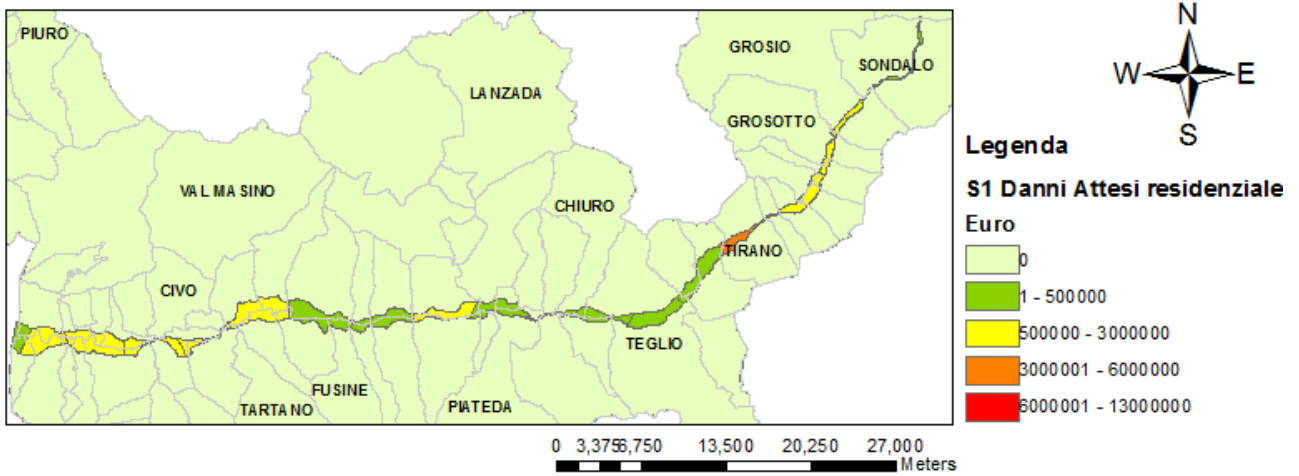 PIURO
GROSIO
SONDALO
LANZADA
GROSOTTO
VAL MASINO
CHIURO
TIRANO
CIVO
TEGLIO
FUSINE
TARTANO
PIATEDA
N
W E
S
Legenda
S1 Danni Attesi residenziale
Euro
0
1 - 500000
500000 - 3000000
3000001 - 6000000
6000001 - 13000000
0 3,375 6,750 13,500 20,250 27,000
Meters